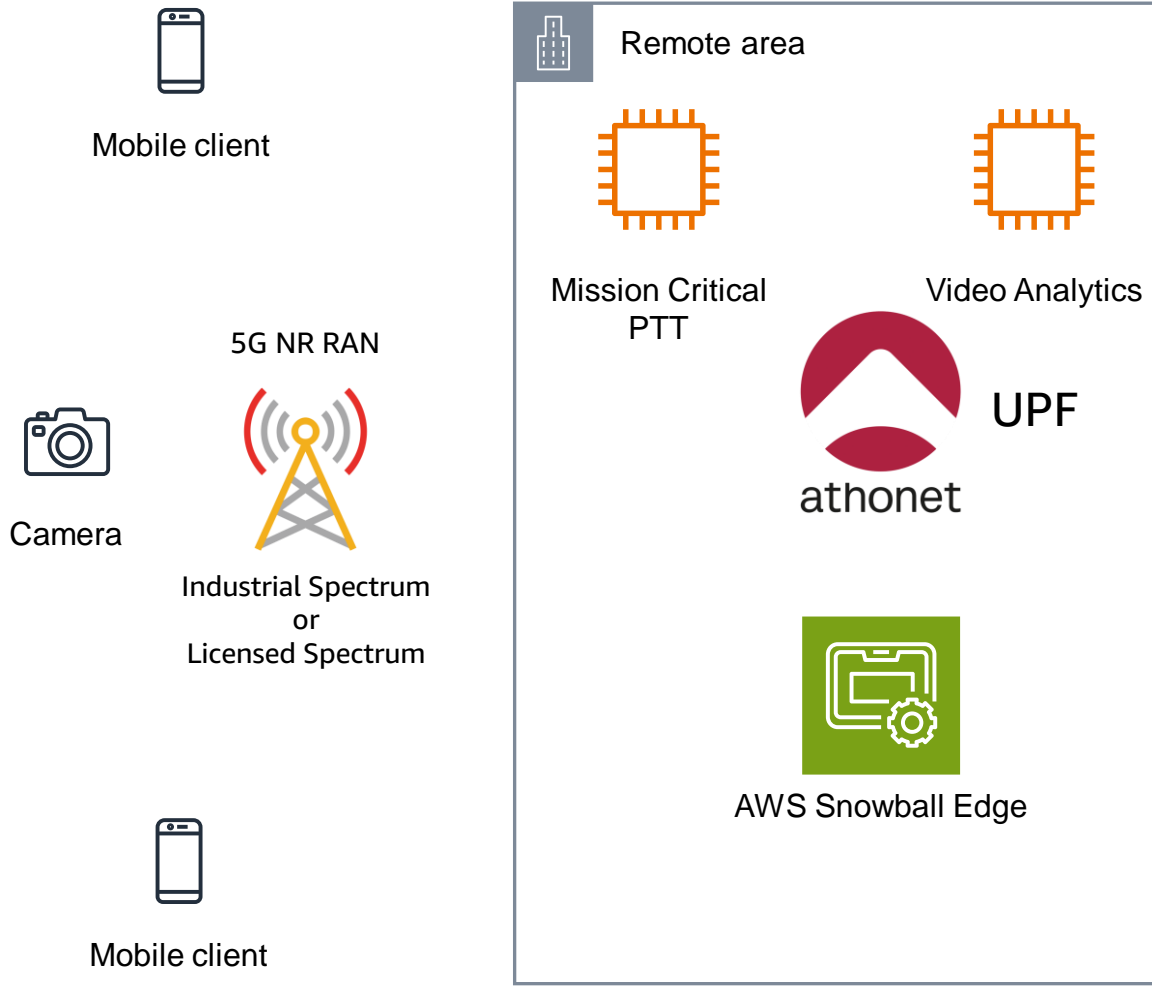 Mobile client
Remote area
Mission Critical
PTT
Video Analytics
5G NR RAN
UPF
athonet
Camera
Industrial Spectrum
or
Licensed Spectrum
AWS Snowball Edge
Mobile client